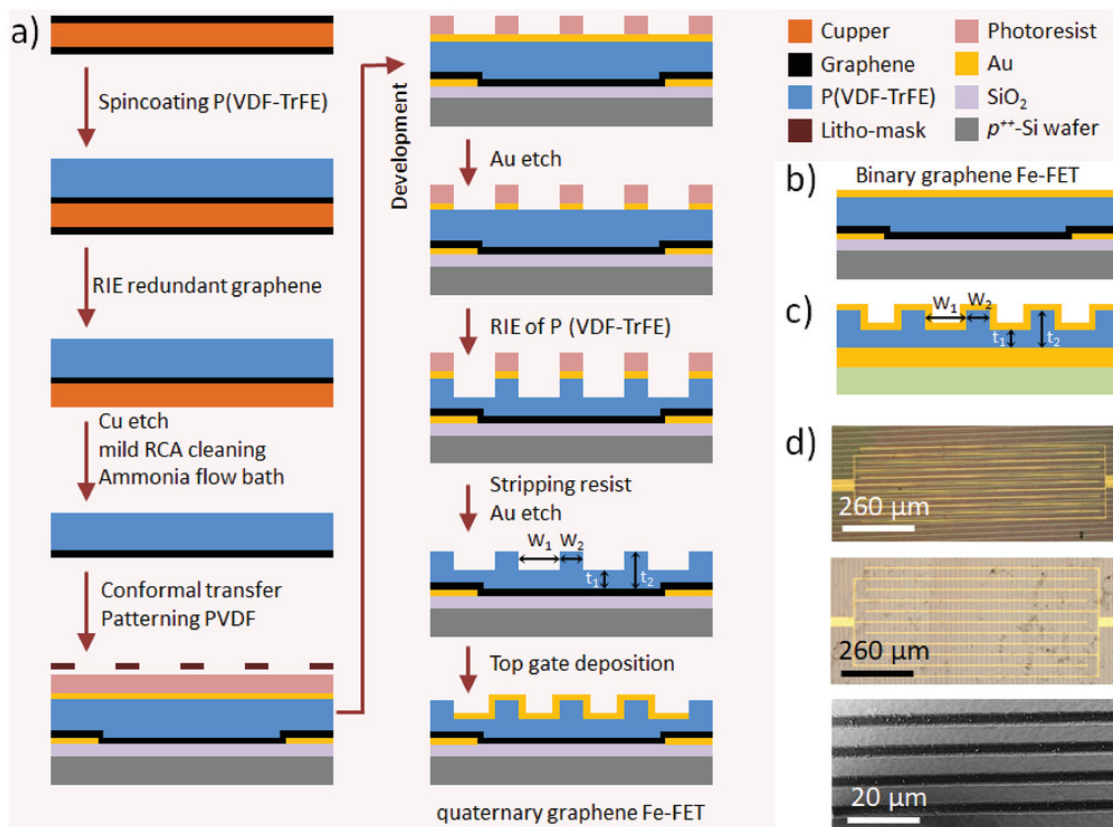 a)
Spincoating P(VDF-TrFE)
RIE redundant graphene
Cu etch
mild RCA cleaning
Ammonia flow bath
Conformal transfer
Patterning PVDF
Development
Au etch
RIE of P (VDF-TrFE)
Stripping resist
Au etch
W₁ W₂
t₁ t₂
Top gate deposition
quaternary graphene Fe-FET
Cupper
Graphene
P(VDF-TrFE)
Litho-mask
Photoresist
Au
SiO₂
p⁺⁺-Si wafer
b)
Binary graphene Fe-FET
c)
W₁ W₂
t₁ t₂
d)
260 µm
260 µm
20 µm